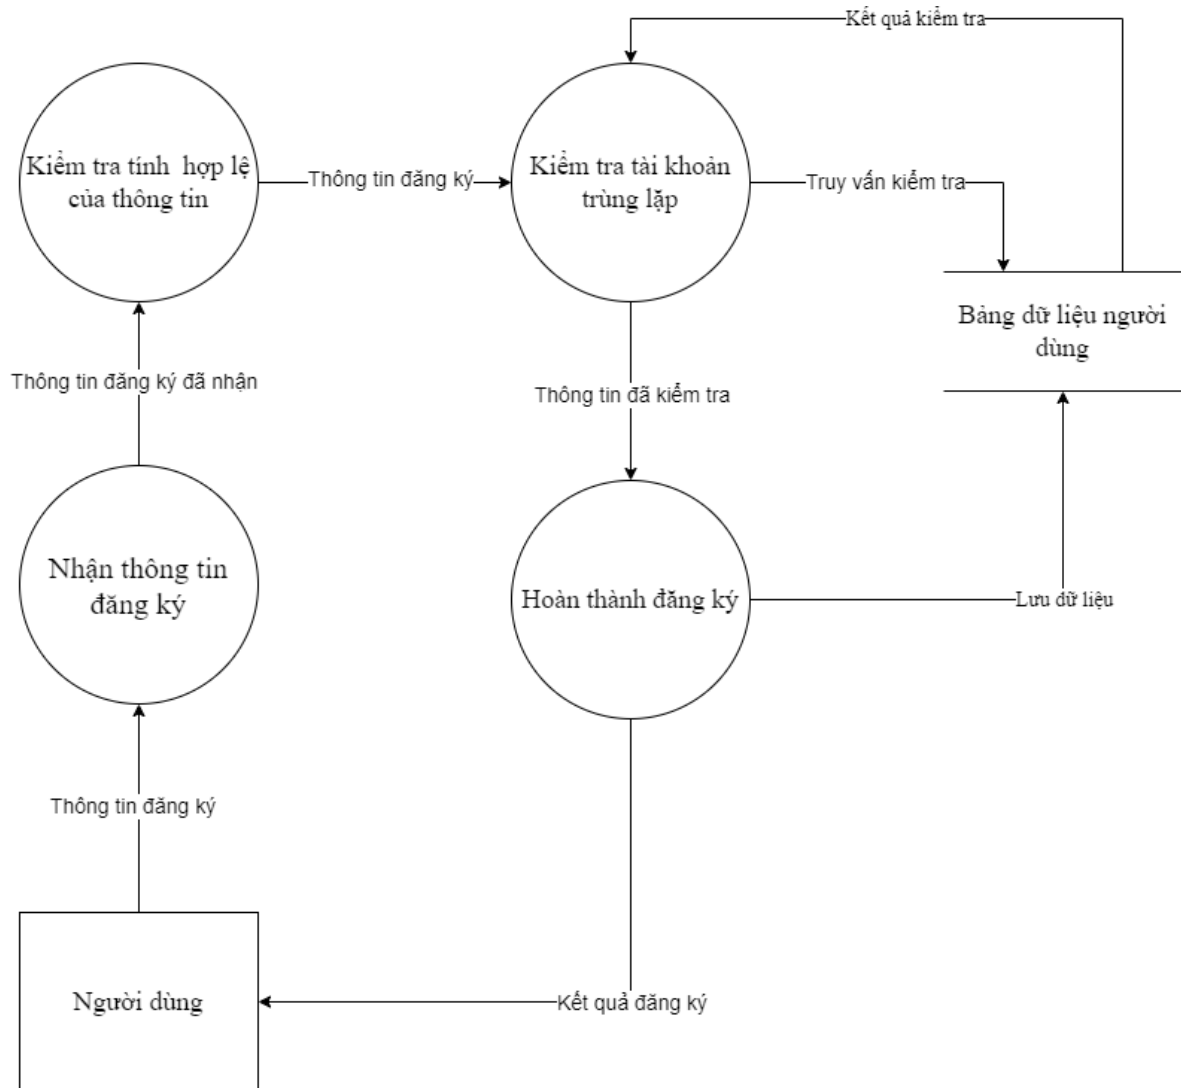 Kết quả kiểm tra
Kiểm tra tính hợp lệ
của thông tin
Thông tin đăng ký
Kiểm tra tài khoản
trùng lặp
Truy vấn kiểm tra
Bảng dữ liệu người
dùng
Thông tin đăng ký đã nhận
Thông tin đã kiểm tra
Nhận thông tin
đăng ký
Hoàn thành đăng ký
Lưu dữ liệu
Thông tin đăng ký
Người dùng
Kết quả đăng ký